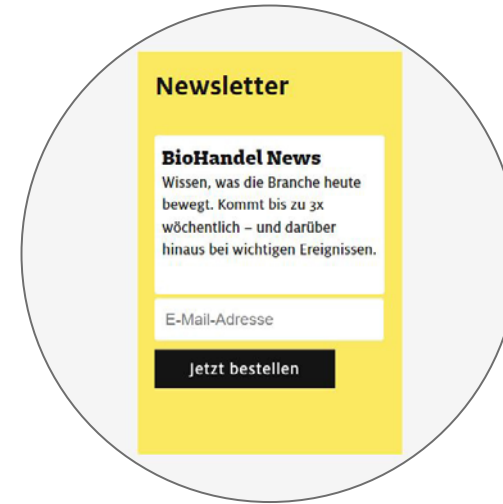 Newsletter
BioHandel News
Wissen, was die Branche heute
bewegt. Kommt bis zu 3x
wöchentlich – und darüber
hinaus bei wichtigen Ereignissen.
E-Mail-Adresse
Jetzt bestellen